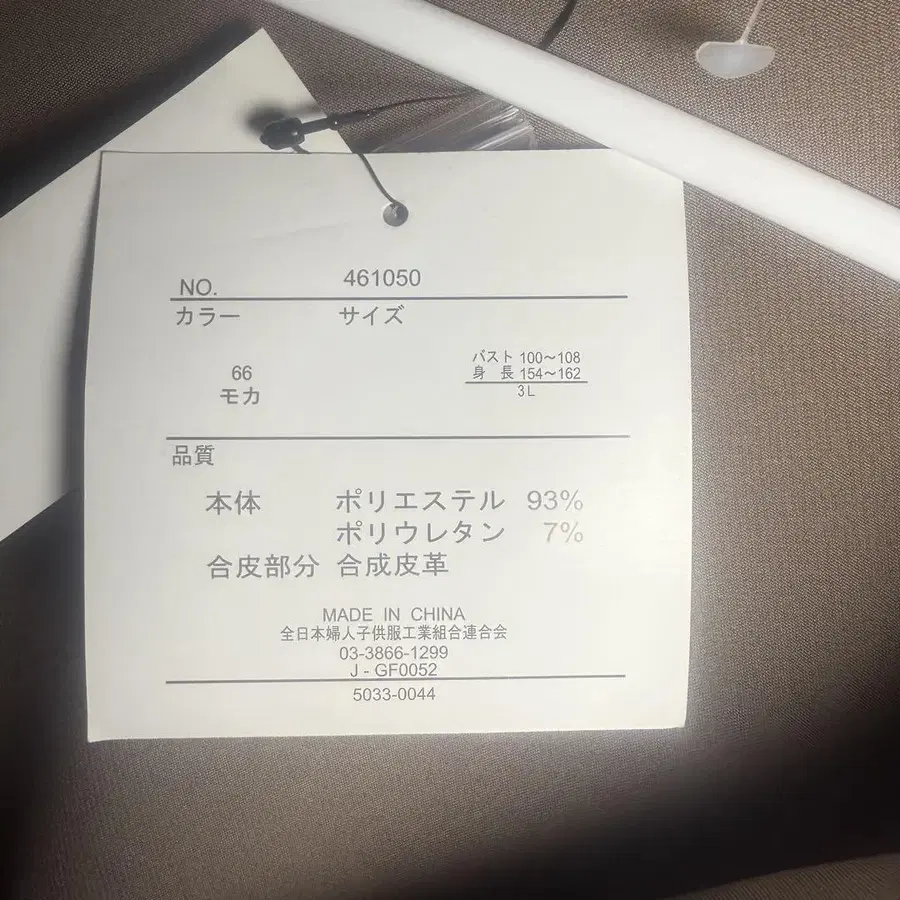 NO. 461050
カラー サイズ
バスト 100〜108
66 身 長 154〜162
モカ 3L
品質
本体 ポリエステル 93%
ポリウレタン 7%
合皮部分 合成皮革
MADE IN CHINA
全日本婦人子供服工業組合連合会
03-3866-1299
J-GF0052
5033-0044